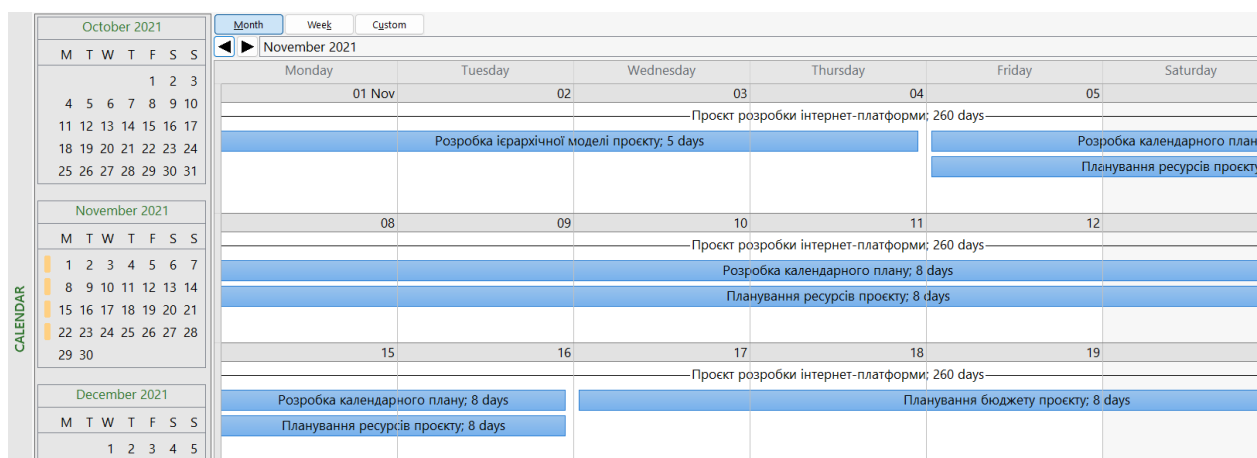 CALENDAR
October 2021
M T W T F S S
1 2 3
4 5 6 7 8 9 10
11 12 13 14 15 16 17
18 19 20 21 22 23 24
25 26 27 28 29 30 31
November 2021
M T W T F S S
1 2 3 4 5 6 7
8 9 10 11 12 13 14
15 16 17 18 19 20 21
22 23 24 25 26 27 28
29 30
December 2021
M T W T F S S
1 2 3 4 5
Month Week Custom
November 2021
Monday Tuesday Wednesday Thursday Friday Saturday
01 Nov 02 03 04 05
Проєкт розробки інтернет-платформи; 260 days
Розробка ієрархічної моделі проєкту; 5 days Розробка календарного план
Планування ресурсів проєкту
08 09 10 11 12
Проєкт розробки інтернет-платформи; 260 days
Розробка календарного плану; 8 days
Планування ресурсів проєкту; 8 days
15 16 17 18 19
Проєкт розробки інтернет-платформи; 260 days
Розробка календарного плану; 8 days Планування бюджету проєкту; 8 days
Планування ресурсів проєкту; 8 days